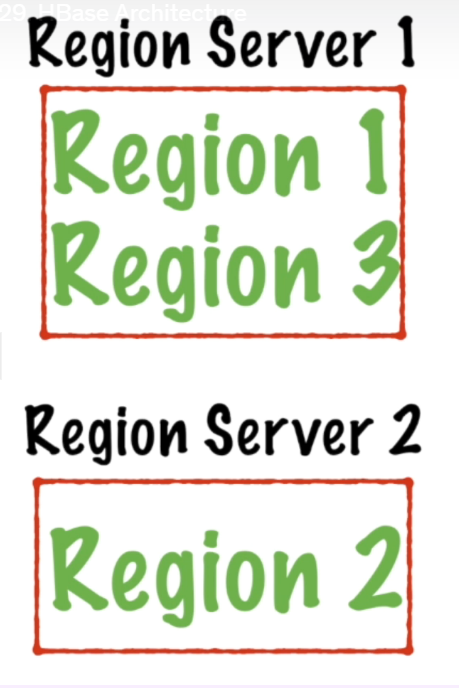 29. HBase Architecture
Region Server 1
Region 1
Region 3
Region Server 2
Region 2